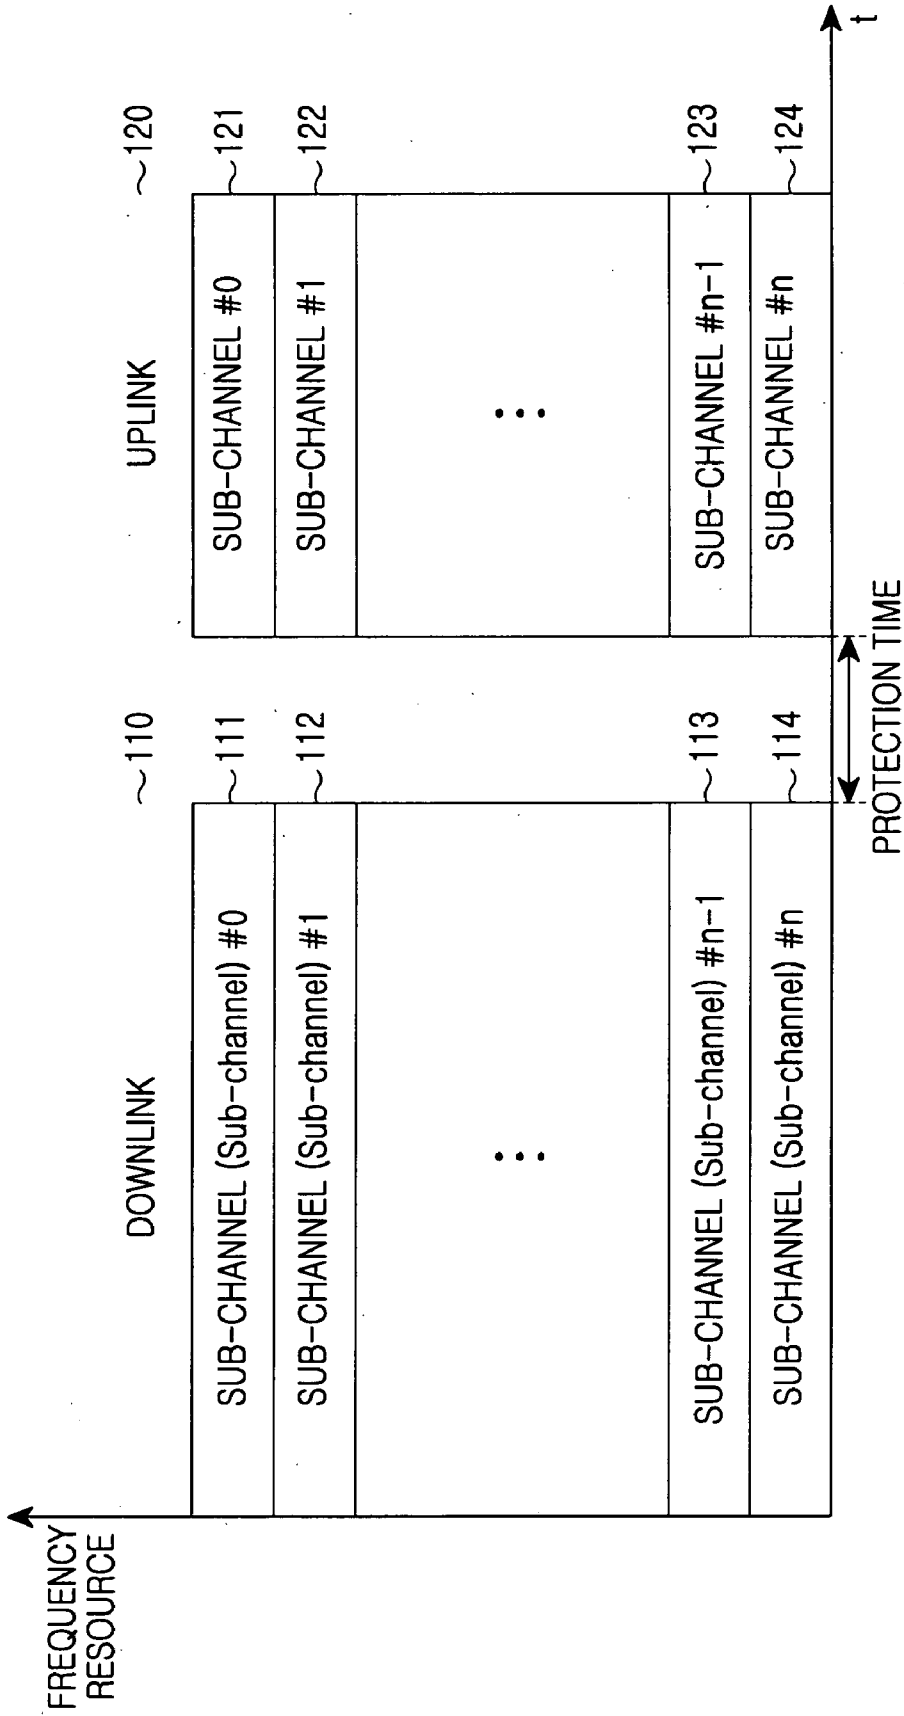 FREQUENCY
RESOURCE
DOWNLINK
~110
UPLINK
~120
SUB-CHANNEL (Sub-channel) #0
~111
SUB-CHANNEL #0
~121
SUB-CHANNEL (Sub-channel) #1
~112
SUB-CHANNEL #1
~122
...
...
SUB-CHANNEL (Sub-channel) #n-1
~113
SUB-CHANNEL #n-1
~123
SUB-CHANNEL (Sub-channel) #n
~114
SUB-CHANNEL #n
~124
PROTECTION TIME
t